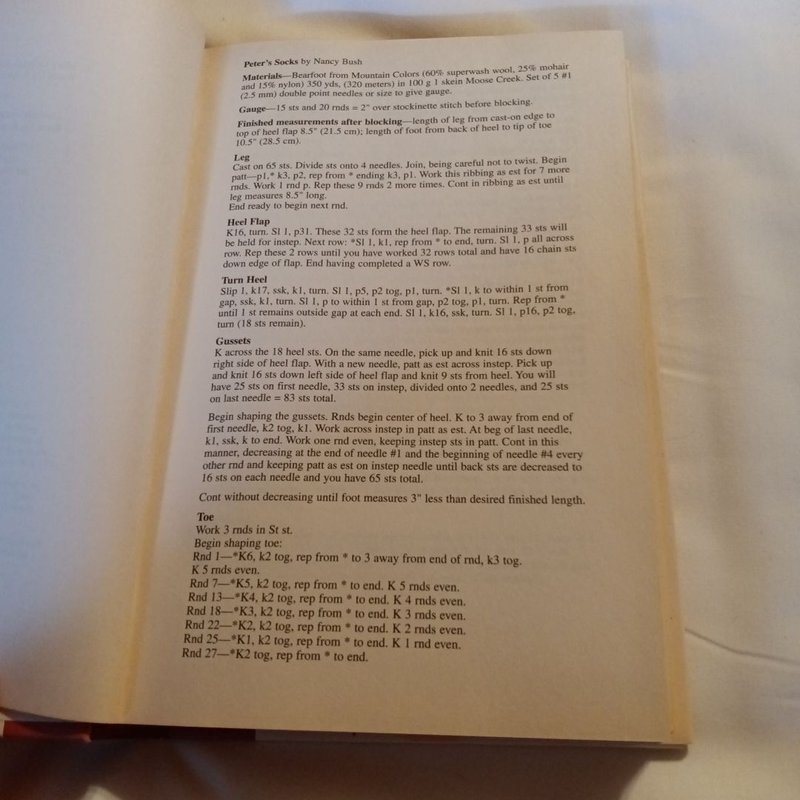 Peter's Socks by Nancy Bush
Materials—Bearfoot from Mountain Colors (60% superwash wool, 25% mohair
and 15% nylon) 350 yds, (320 meters) in 100 g 1 skein Moose Creek. Set of 5 #1
(2.5 mm) double point needles or size to give gauge.
Gauge—15 sts and 20 rnds = 2" over stockinette stitch before blocking.
Finished measurements after blocking—length of leg from cast-on edge to
top of heel flap 8.5" (21.5 cm); length of foot from back of heel to tip of toe
10.5" (28.5 cm).
Leg
Cast on 65 sts. Divide sts onto 4 needles. Join, being careful not to twist. Begin
patt—p1,* k3, p2, rep from * ending k3, p1. Work this ribbing as est for 7 more
rnds. Work 1 rnd p. Rep these 9 rnds 2 more times. Cont in ribbing as est until
leg measures 8.5" long.
End ready to begin next rnd.
Heel Flap
K16, turn. Sl 1, p31. These 32 sts form the heel flap. The remaining 33 sts will
be held for instep. Next row: *Sl 1, k1, rep from * to end, turn. Sl 1, p all across
row. Rep these 2 rows until you have worked 32 rows total and have 16 chain sts
down edge of flap. End having completed a WS row.
Turn Heel
Slip 1, k17, ssk, k1, turn. Sl 1, p5, p2 tog, p1, turn. *Sl 1, k to within 1 st from
gap, ssk, k1, turn. Sl 1, p to within 1 st from gap, p2 tog, p1, turn. Rep from *
until 1 st remains outside gap at each end. Sl 1, k16, ssk, turn. Sl 1, p16, p2 tog,
turn (18 sts remain).
Gussets
K across the 18 heel sts. On the same needle, pick up and knit 16 sts down
right side of heel flap. With a new needle, patt as est across instep. Pick up
and knit 16 sts down left side of heel flap and knit 9 sts from heel. You will
have 25 sts on first needle, 33 sts on instep, divided onto 2 needles, and 25 sts
on last needle = 83 sts total.
Begin shaping the gussets. Rnds begin center of heel. K to 3 away from end of
first needle, k2 tog, k1. Work across instep in patt as est. At beg of last needle,
k1, ssk, k to end. Work one rnd even, keeping instep sts in patt. Cont in this
manner, decreasing at the end of needle #1 and the beginning of needle #4 every
other rnd and keeping patt as est on instep needle until back sts are decreased to
16 sts on each needle and you have 65 sts total.
Cont without decreasing until foot measures 3" less than desired finished length.
Toe
Work 3 rnds in St st.
Begin shaping toe:
Rnd 1—*K6, k2 tog, rep from * to 3 away from end of rnd, k3 tog.
K 5 rnds even.
Rnd 7—*K5, k2 tog, rep from * to end. K 5 rnds even.
Rnd 13—*K4, k2 tog, rep from * to end. K 4 rnds even.
Rnd 18—*K3, k2 tog, rep from * to end. K 3 rnds even.
Rnd 22—*K2, k2 tog, rep from * to end. K 2 rnds even.
Rnd 25—*K1, k2 tog, rep from * to end. K 1 rnd even.
Rnd 27—*K2 tog, rep from * to end.